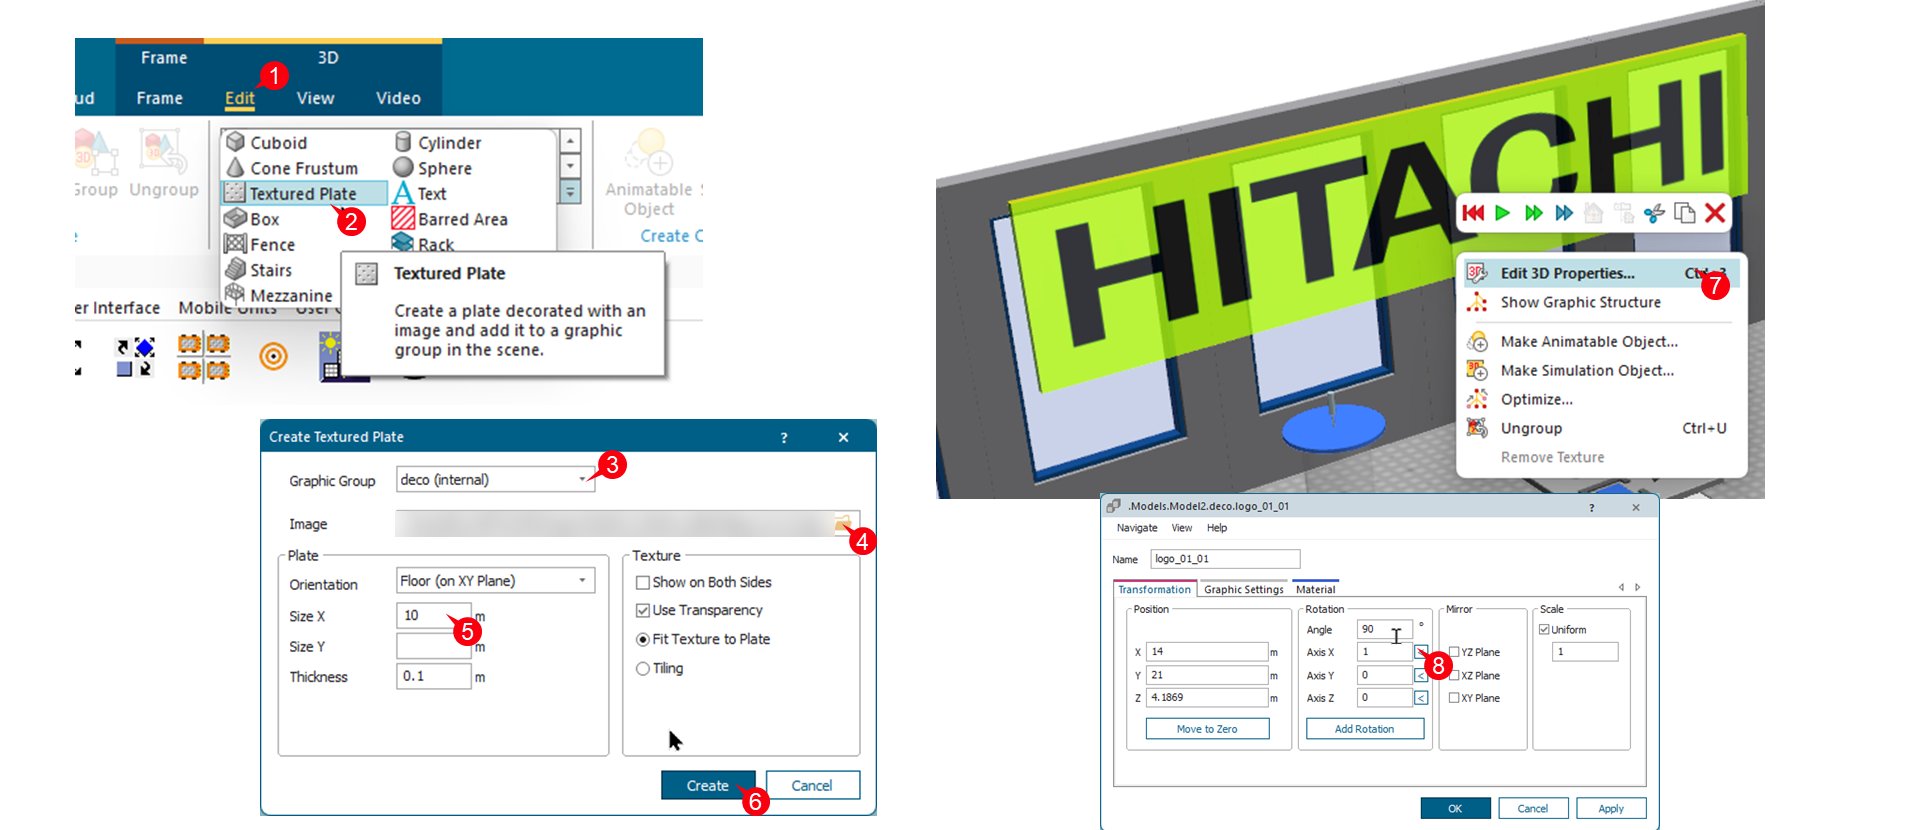 Frame
3D
1
ud
Frame
Edit
View
Video
Cuboid
Cylinder
Cone Frustum
Sphere
Textured Plate
Text
2
Box
Barred Area
Fence
Rack
Stairs
Mezzanine
Group
Ungroup
Animatable
Object
Create C
er Interface
Mobile Units
User
Textured Plate
Create a plate decorated with an
image and add it to a graphic
group in the scene.
Create Textured Plate
?
Graphic Group
deco (internal)
3
Image
4
Plate
Orientation
Floor (on XY Plane)
Size X
10
m
5
Size Y
m
Thickness
0.1
m
Texture
Show on Both Sides
Use Transparency
Fit Texture to Plate
Tiling
Create
Cancel
6
HITACHI
Edit 3D Properties...
7
Show Graphic Structure
Make Animatable Object...
Make Simulation Object...
Optimize...
Ungroup
Ctrl+U
Remove Texture
.Models.Model2.deco.logo_01_01
?
Navigate
View
Help
Name
logo_01_01
Transformation
Graphic Settings
Material
Position
X
14
m
Y
21
m
Z
4.1869
m
Move to Zero
Rotation
Angle
90
°
Axis X
1
8
Axis Y
0
<
Axis Z
0
<
Add Rotation
Mirror
YZ Plane
XZ Plane
XY Plane
Scale
Uniform
1
OK
Cancel
Apply